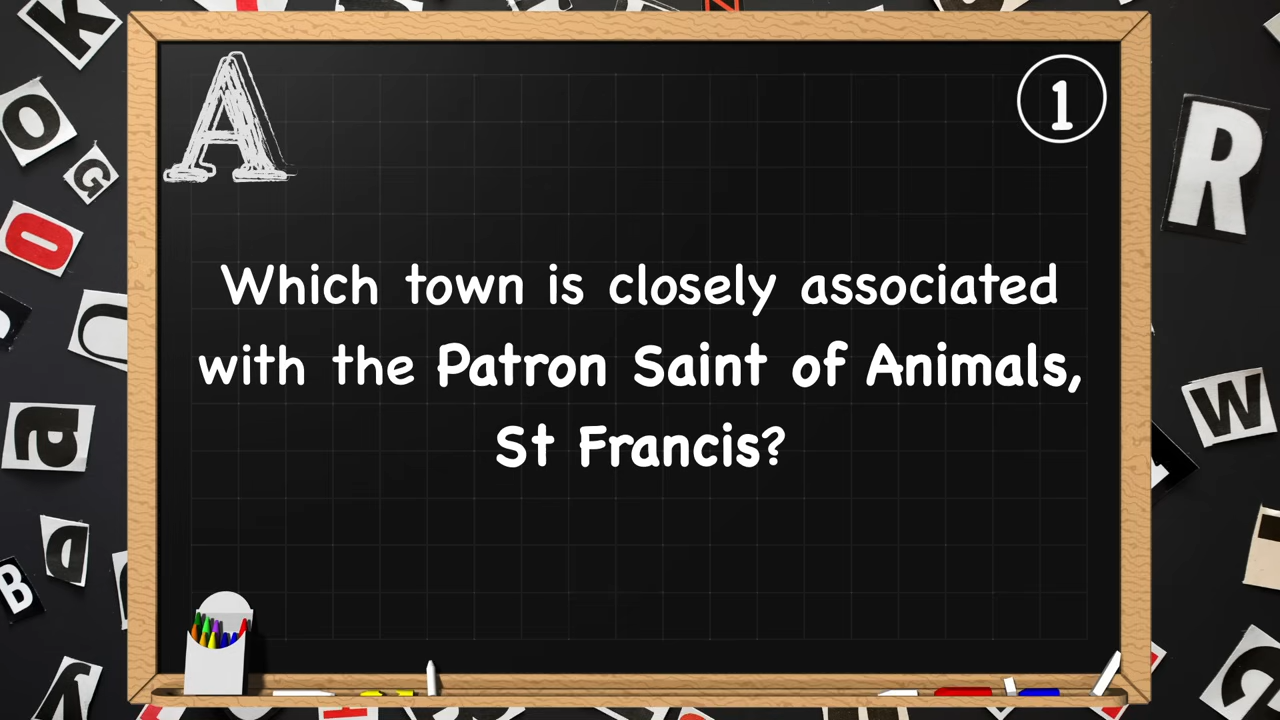 A
1
Which town is closely associated
with the Patron Saint of Animals,
St Francis?
K
O
G
O
a
B
R
W